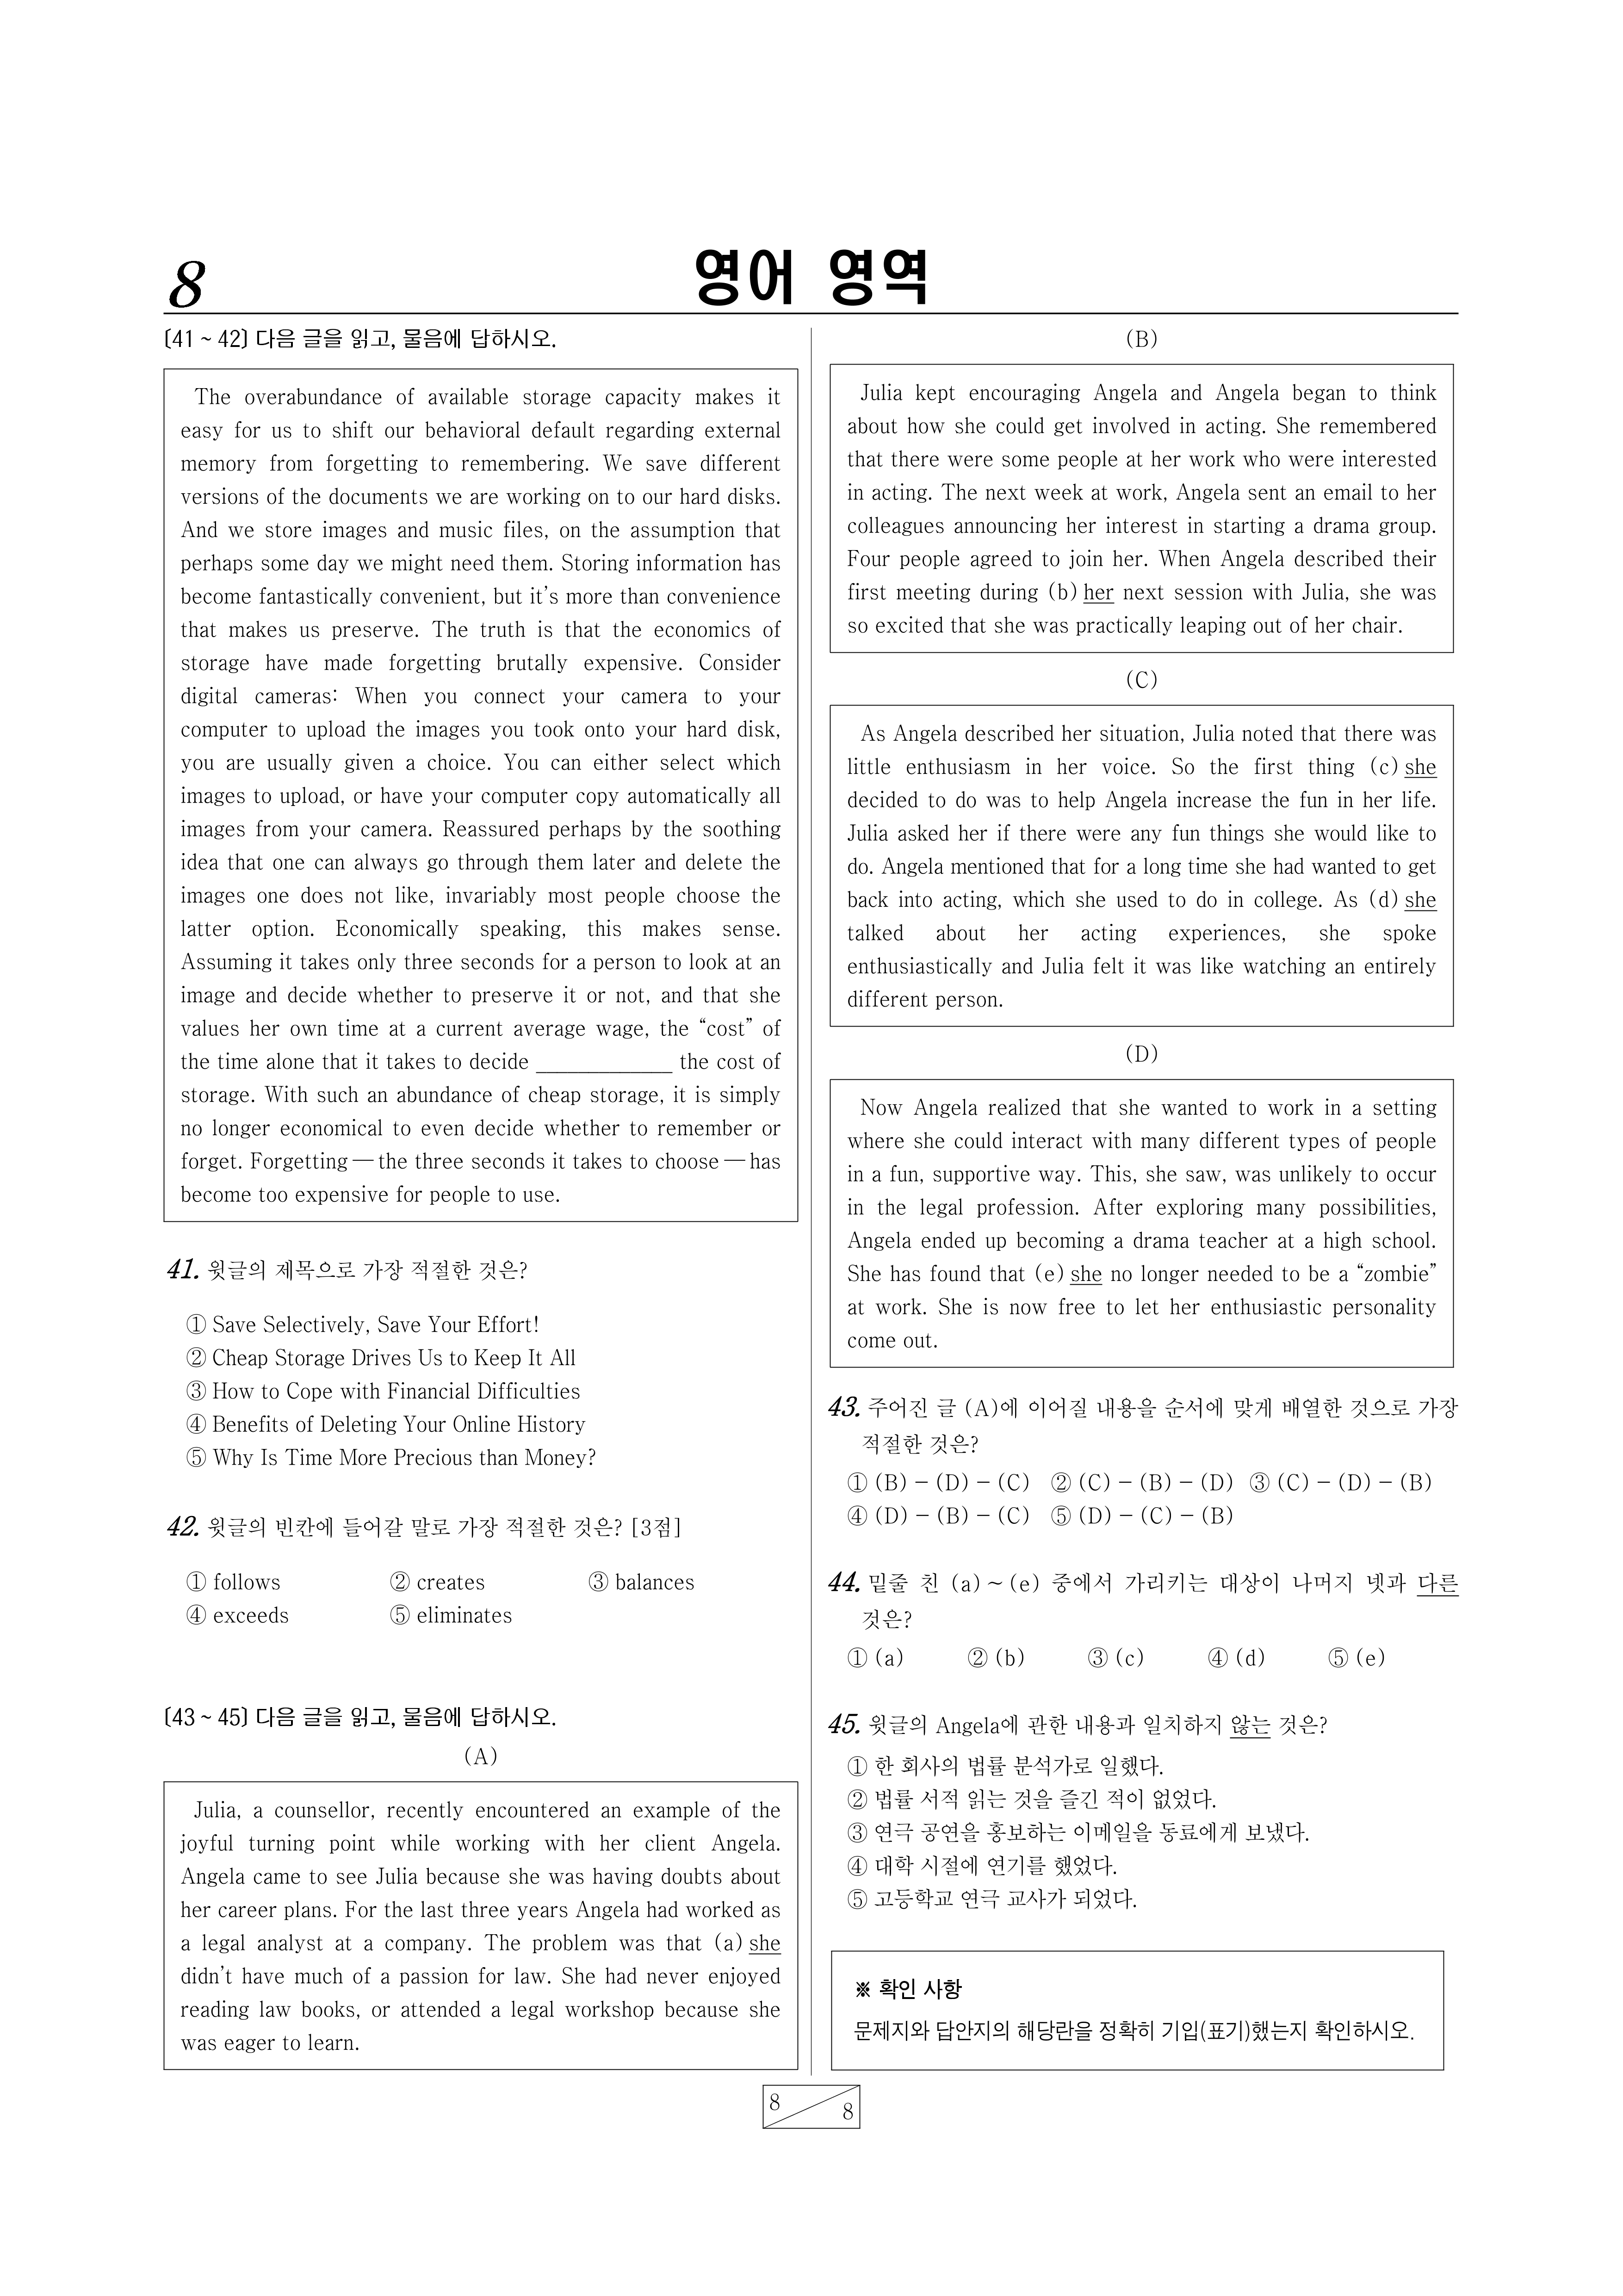 8
영어 영역
[41 ~ 42] 다음 글을 읽고, 물음에 답하시오.
The overabundance of available storage capacity makes it
easy for us to shift our behavioral default regarding external
memory from forgetting to remembering. We save different
versions of the documents we are working on to our hard disks.
And we store images and music files, on the assumption that
perhaps some day we might need them. Storing information has
become fantastically convenient, but it's more than convenience
that makes us preserve. The truth is that the economics of
storage have made forgetting brutally expensive. Consider
digital cameras: When you connect your camera to your
computer to upload the images you took onto your hard disk,
you are usually given a choice. You can either select which
images to upload, or have your computer copy automatically all
images from your camera. Reassured perhaps by the soothing
idea that one can always go through them later and delete the
images one does not like, invariably most people choose the
latter option. Economically speaking, this makes sense.
Assuming it takes only three seconds for a person to look at an
image and decide whether to preserve it or not, and that she
values her own time at a current average wage, the “cost” of
the time alone that it takes to decide ____________ the cost of
storage. With such an abundance of cheap storage, it is simply
no longer economical to even decide whether to remember or
forget. Forgetting — the three seconds it takes to choose — has
become too expensive for people to use.
41. 윗글의 제목으로 가장 적절한 것은?
① Save Selectively, Save Your Effort!
② Cheap Storage Drives Us to Keep It All
③ How to Cope with Financial Difficulties
④ Benefits of Deleting Your Online History
⑤ Why Is Time More Precious than Money?
42. 윗글의 빈칸에 들어갈 말로 가장 적절한 것은? [3점]
① follows ② creates ③ balances
④ exceeds ⑤ eliminates
[43 ~ 45] 다음 글을 읽고, 물음에 답하시오.
(A)
Julia, a counsellor, recently encountered an example of the
joyful turning point while working with her client Angela.
Angela came to see Julia because she was having doubts about
her career plans. For the last three years Angela had worked as
a legal analyst at a company. The problem was that (a) she
didn't have much of a passion for law. She had never enjoyed
reading law books, or attended a legal workshop because she
was eager to learn.
(B)
Julia kept encouraging Angela and Angela began to think
about how she could get involved in acting. She remembered
that there were some people at her work who were interested
in acting. The next week at work, Angela sent an email to her
colleagues announcing her interest in starting a drama group.
Four people agreed to join her. When Angela described their
first meeting during (b) her next session with Julia, she was
so excited that she was practically leaping out of her chair.
(C)
As Angela described her situation, Julia noted that there was
little enthusiasm in her voice. So the first thing (c) she
decided to do was to help Angela increase the fun in her life.
Julia asked her if there were any fun things she would like to
do. Angela mentioned that for a long time she had wanted to get
back into acting, which she used to do in college. As (d) she
talked about her acting experiences, she spoke
enthusiastically and Julia felt it was like watching an entirely
different person.
(D)
Now Angela realized that she wanted to work in a setting
where she could interact with many different types of people
in a fun, supportive way. This, she saw, was unlikely to occur
in the legal profession. After exploring many possibilities,
Angela ended up becoming a drama teacher at a high school.
She has found that (e) she no longer needed to be a “zombie”
at work. She is now free to let her enthusiastic personality
come out.
43. 주어진 글 (A)에 이어질 내용을 순서에 맞게 배열한 것으로 가장
적절한 것은?
① (B) − (D) − (C) ② (C) − (B) − (D) ③ (C) − (D) − (B)
④ (D) − (B) − (C) ⑤ (D) − (C) − (B)
44. 밑줄 친 (a) ~ (e) 중에서 가리키는 대상이 나머지 넷과 다른
것은?
① (a) ② (b) ③ (c) ④ (d) ⑤ (e)
45. 윗글의 Angela에 관한 내용과 일치하지 않는 것은?
① 한 회사의 법률 분석가로 일했다.
② 법률 서적 읽는 것을 즐긴 적이 없었다.
③ 연극 공연을 홍보하는 이메일을 동료에게 보냈다.
④ 대학 시절에 연기를 했었다.
⑤ 고등학교 연극 교사가 되었다.
※ 확인 사항
문제지와 답안지의 해당란을 정확히 기입(표기)했는지 확인하시오.
8
8